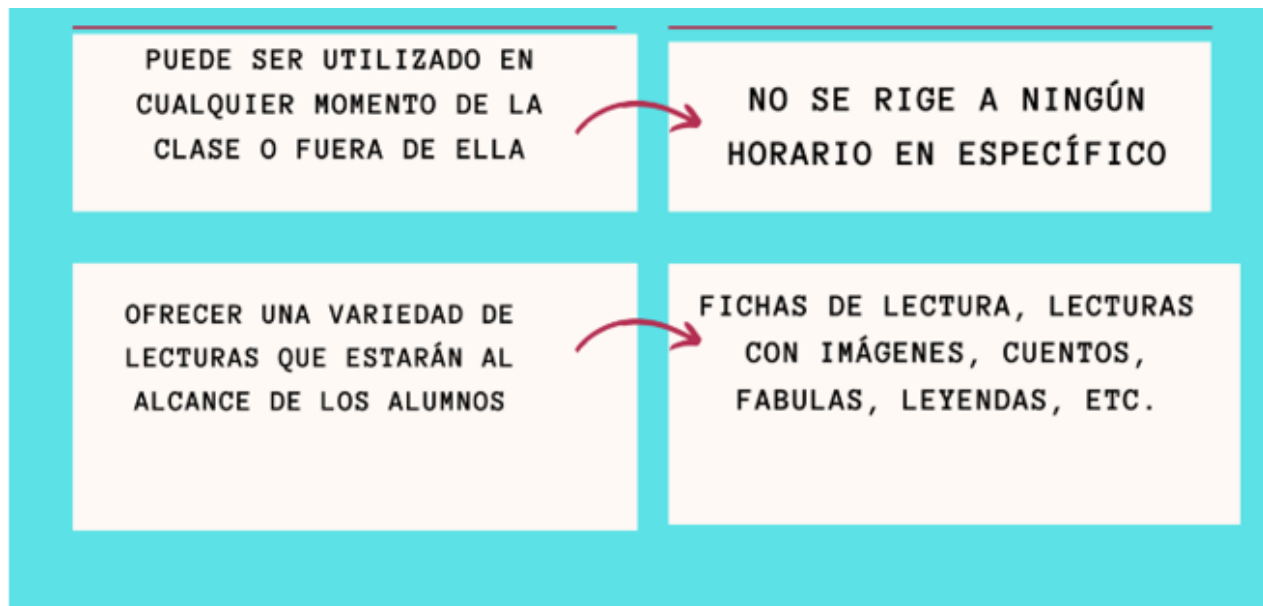 PUEDE SER UTILIZADO EN
CUALQUIER MOMENTO DE LA
CLASE O FUERA DE ELLA
NO SE RIGE A NINGÚN
HORARIO EN ESPECÍFICO
OFRECER UNA VARIEDAD DE
LECTURAS QUE ESTARÁN AL
ALCANCE DE LOS ALUMNOS
FICHAS DE LECTURA, LECTURAS
CON IMÁGENES, CUENTOS,
FABULAS, LEYENDAS, ETC.